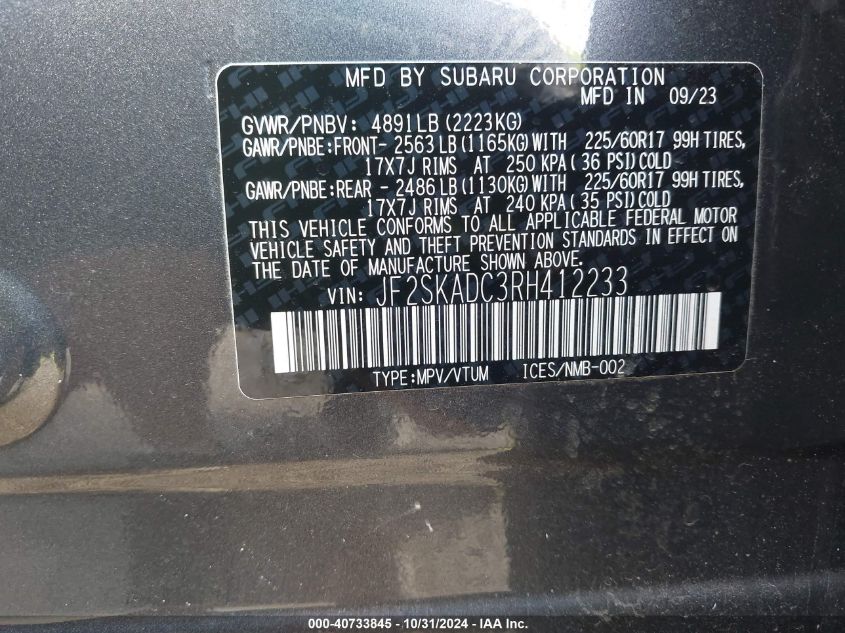 MFD BY SUBARU CORPORATION
MFD IN 09/23
GVWR/PNBV: 4891LB(2223KG)
GAWR/PNBE:FRONT- 2563LB(1165KG)WITH 225/60R17 99H TIRES,
17X7J RIMS AT 250 KPA( 36 PSI)COLD
GAWR/PNBE:REAR - 2486LB(1130KG)WITH 225/60R17 99H TIRES,
17X7J RIMS AT 240 KPA( 35 PSI)COLD
THIS VEHICLE CONFORMS TO ALL APPLICABLE FEDERAL MOTOR
VEHICLE SAFETY AND THEFT PREVENTION STANDARDS IN EFFECT ON
THE DATE OF MANUFACTURE SHOWN ABOVE.
VIN: JF2SKADC3RH412233
TYPE:MPV/VTUM ICES/NMB-002
000-40733845 - 10/31/2024 - IAA Inc.